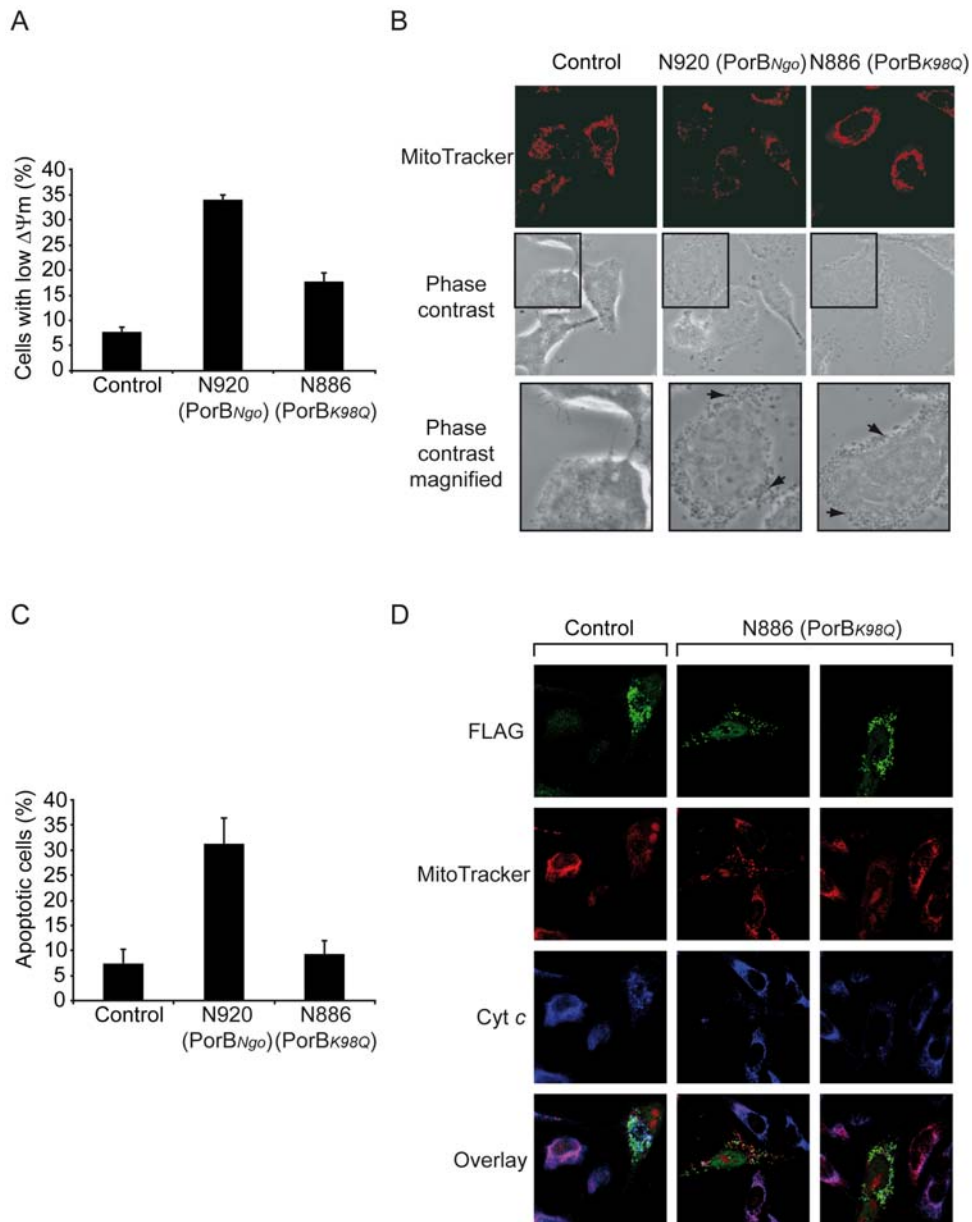 A
Cells with low ΔΨm (%)
40
35
30
25
20
15
10
5
0
Control
N920
(PorBNgo)
N886
(PorBK98Q)
B
Control
N920 (PorBNgo)
N886 (PorBK98Q)
MitoTracker
Phase
contrast
Phase
contrast
magnified
C
Apoptotic cells (%)
40
35
30
25
20
15
10
5
0
Control
N920
(PorBNgo)
N886
(PorBK98Q)
D
Control
N886 (PorBK98Q)
FLAG
MitoTracker
Cyt c
Overlay